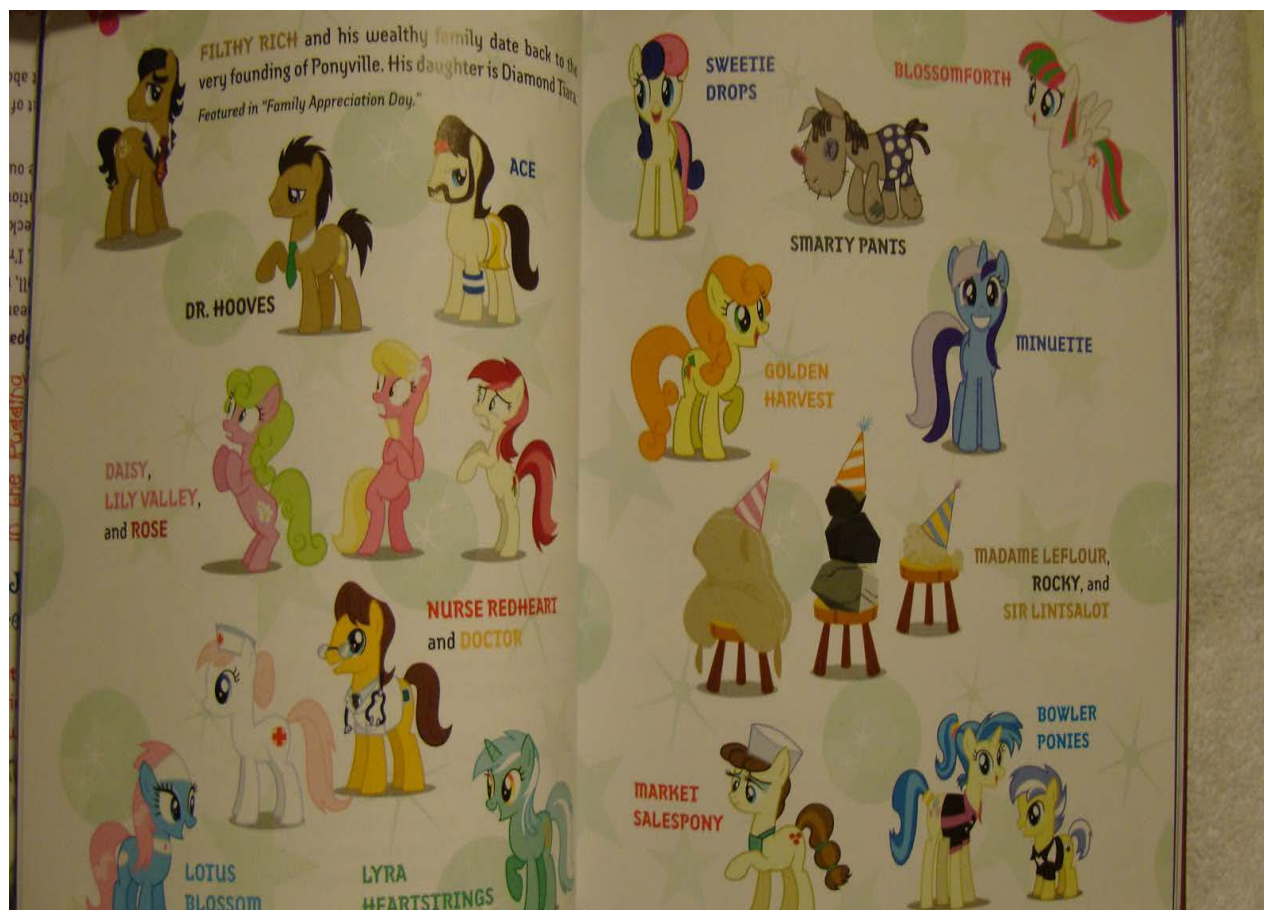 FILTHY RICH and his wealthy family date back to the
very founding of Ponyville. His daughter is Diamond Tiara.
Featured in "Family Appreciation Day."
ACE
DR. HOOVES
DAISY,
LILY VALLEY,
and ROSE
NURSE REDHEART
and DOCTOR
LOTUS
BLOSSOM
LYRA
HEARTSTRINGS
SWEETIE
DROPS
BLOSSOMFORTH
SMARTY PANTS
GOLDEN
HARVEST
MINUETTE
MADAME LEFLOUR,
ROCKY, and
SIR LINTSALOT
MARKET
SALESPONY
BOWLER
PONIES
in the Pudding